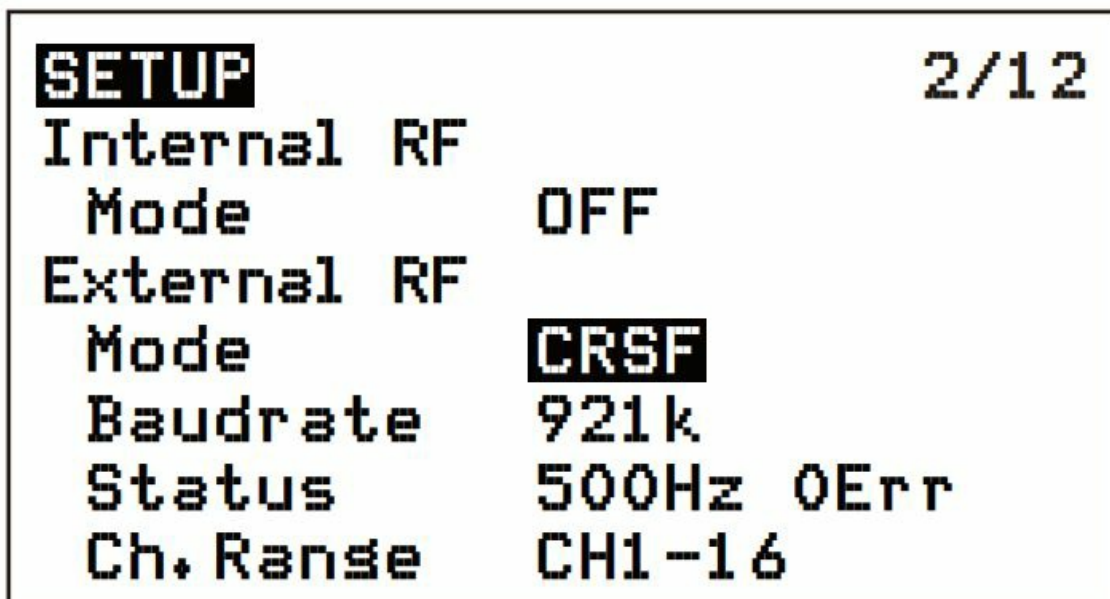 SETUP 2/12
Internal RF
Mode OFF
External RF
Mode CRSF
Baudrate 921k
Status 500Hz 0Err
Ch.Range CH1-16